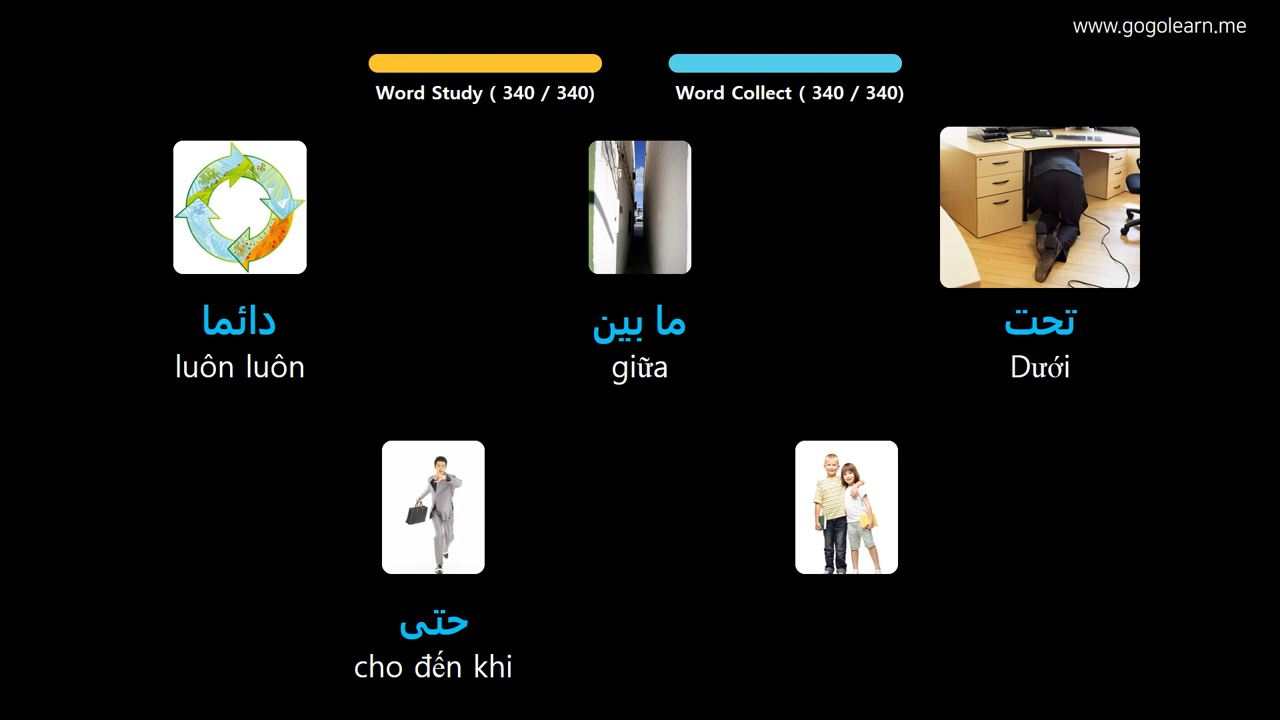 www.gogolearn.me
Word Study ( 340 / 340)
Word Collect ( 340 / 340)
دائما
luôn luôn
ما بين
giữa
تحت
Dưới
حتى
cho đến khi